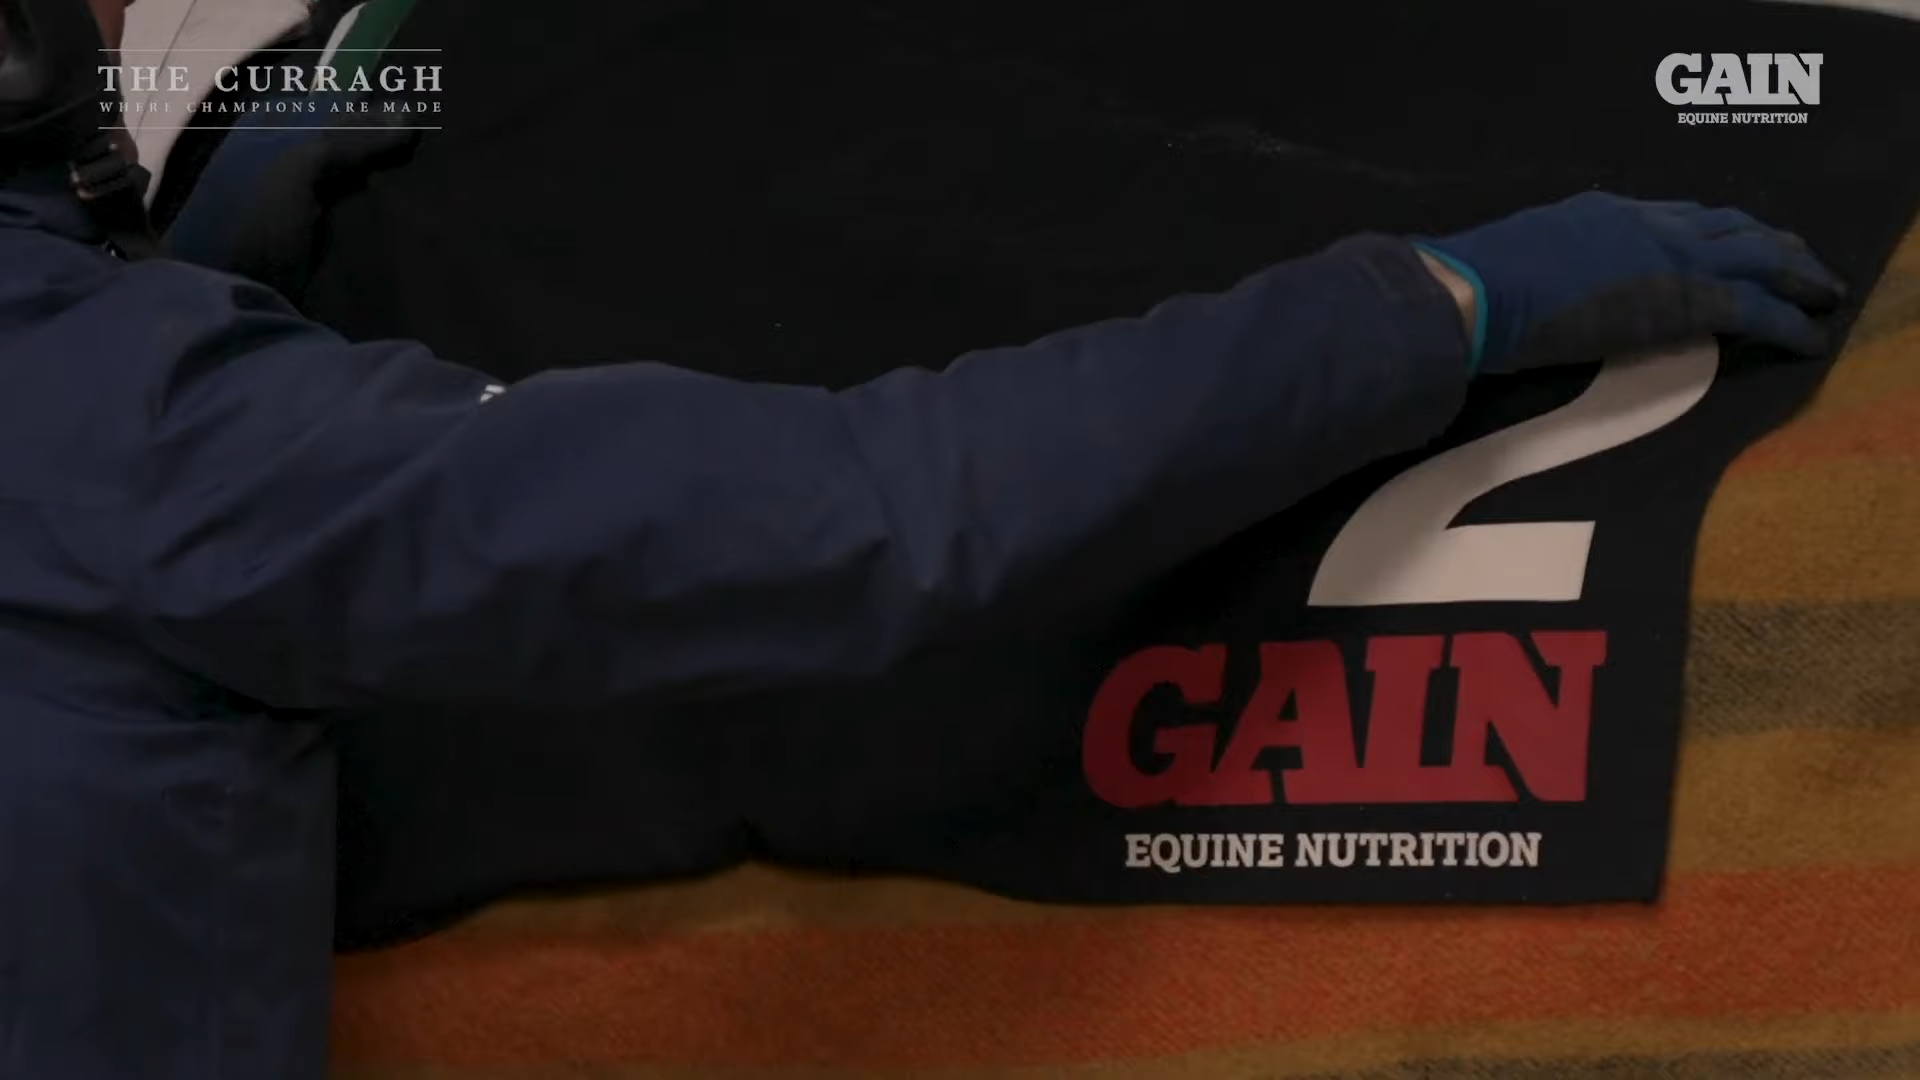 THE CURRAGH
WHERE CHAMPIONS ARE MADE
GAIN
EQUINE NUTRITION
2
GAIN
EQUINE NUTRITION